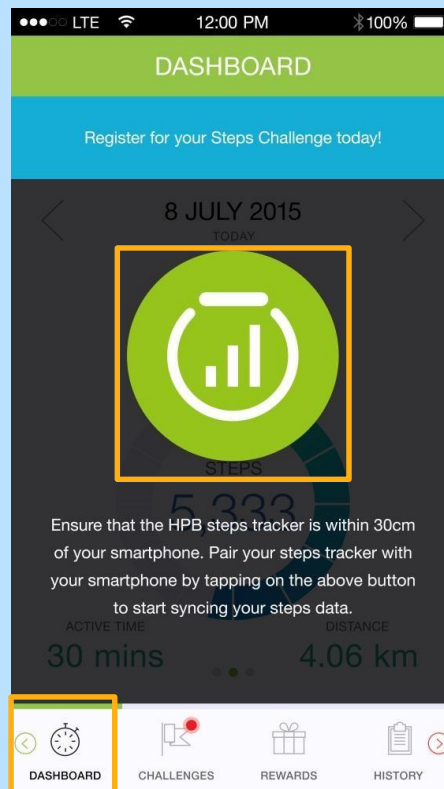 LTE 12:00 PM 100%
DASHBOARD
Register for your Steps Challenge today!
8 JULY 2015
TODAY
STEPS
5,333
Ensure that the HPB steps tracker is within 30cm
of your smartphone. Pair your steps tracker with
your smartphone by tapping on the above button
to start syncing your steps data.
ACTIVE TIME DISTANCE
30 mins 4.06 km
DASHBOARD CHALLENGES REWARDS HISTORY